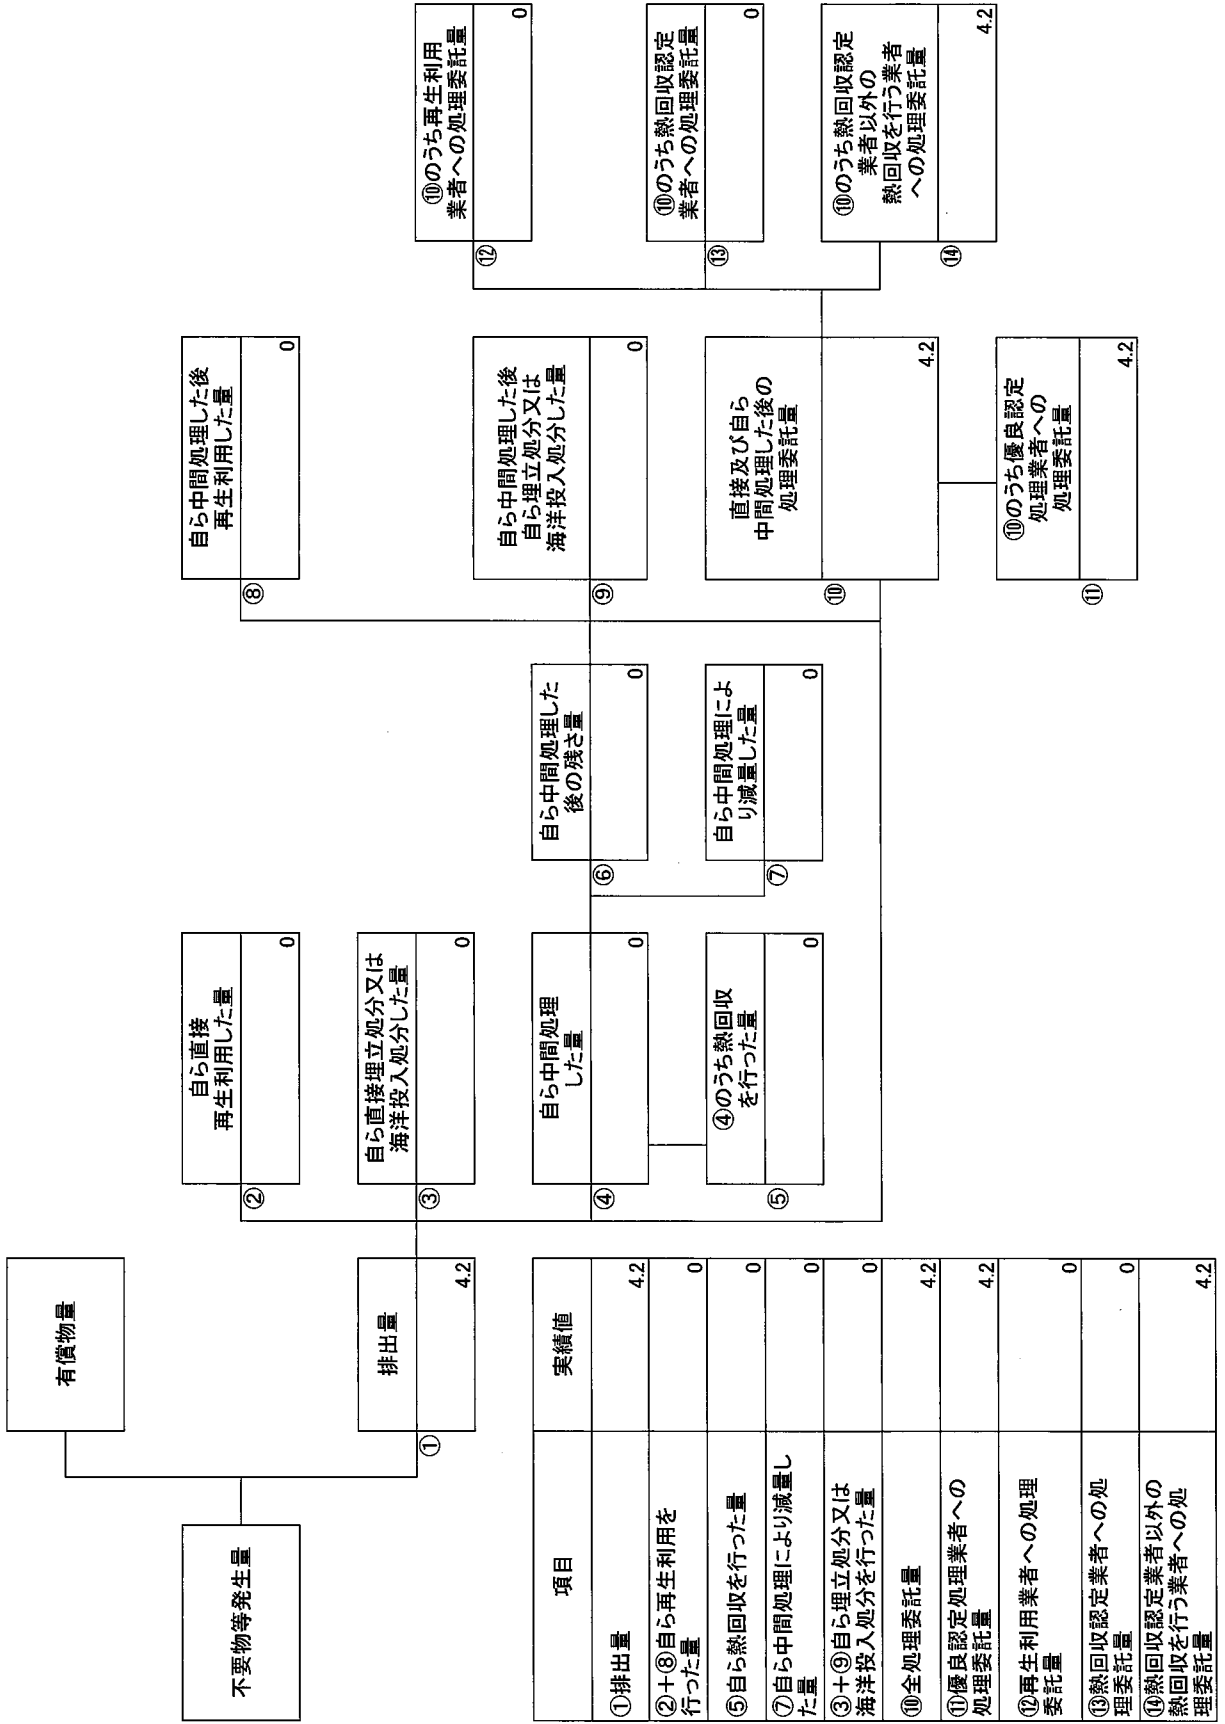 不要物等発生量
有償物量
①
排出量
4.2
②
自ら直接
再生利用した量
0
③
自ら直接埋立処分又は
海洋投入処分した量
0
④
自ら中間処理
した量
0
⑤
④のうち熱回収
を行った量
0
⑥
自ら中間処理した
後の残さ量
0
⑦
自ら中間処理によ
り減量した量
0
⑧
自ら中間処理した後
再生利用した量
0
⑨
自ら中間処理した後
自ら埋立処分又は
海洋投入処分した量
0
⑩
直接及び自ら
中間処理した後の
処理委託量
4.2
⑪
⑩のうち優良認定
処理業者への
処理委託量
4.2
⑫
⑩のうち再生利用
業者への処理委託量
0
⑬
⑩のうち熱回収認定
業者への処理委託量
0
⑭
⑩のうち熱回収認定
業者以外の
熱回収を行う業者
への処理委託量
4.2
項目 実績値
①排出量 4.2
②+⑧自ら再生利用を
行った量
0
⑤自ら熱回収を行った量 0
⑦自ら中間処理により減量し
た量
0
③+⑨自ら埋立処分又は
海洋投入処分を行った量
0
⑩全処理委託量 4.2
⑪優良認定処理業者への
処理委託量
4.2
⑫再生利用業者への処理
委託量
0
⑬熱回収認定業者への処
理委託量
0
⑭熱回収認定業者以外の
熱回収を行う業者への処
理委託量
4.2